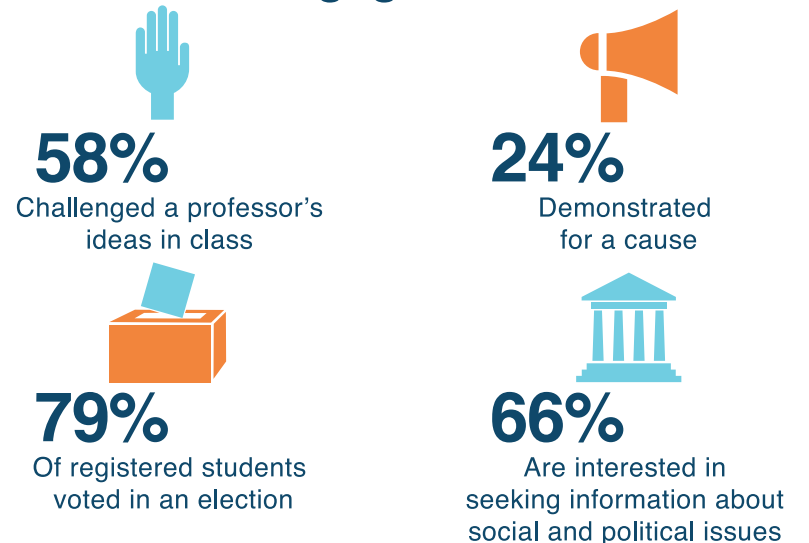 58%
Challenged a professor's
ideas in class
24%
Demonstrated
for a cause
79%
Of registered students
voted in an election
66%
Are interested in
seeking information about
social and political issues